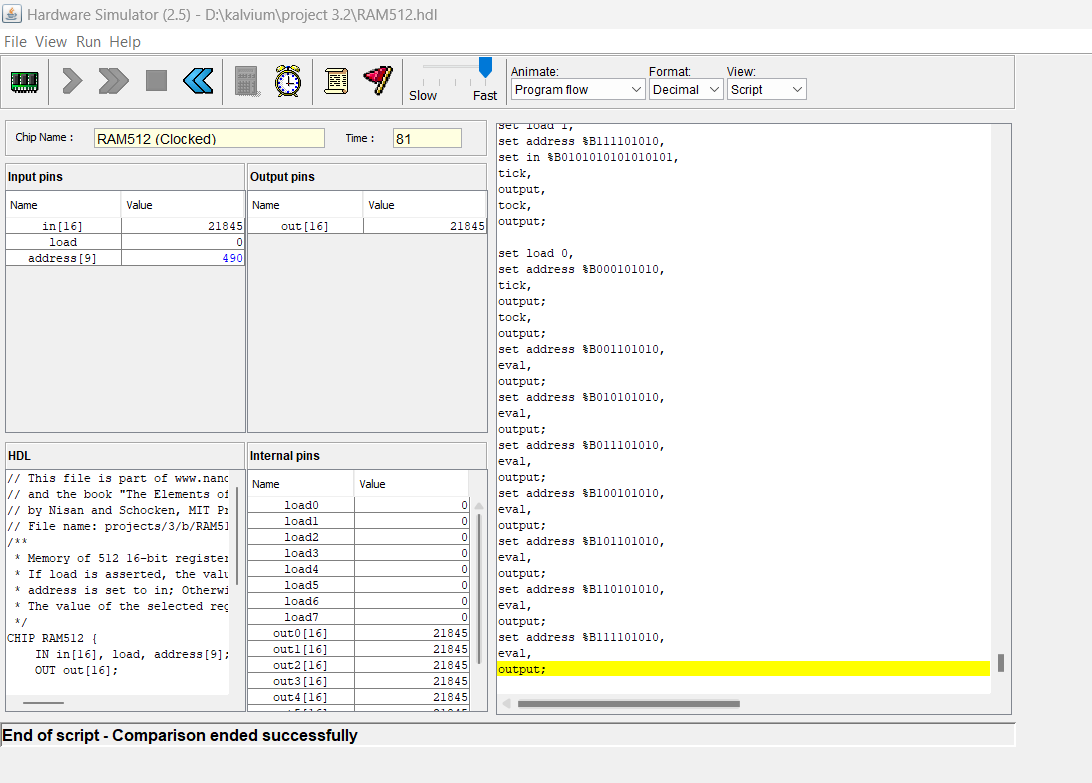 Hardware Simulator (2.5) - D:\kalvium\project 3.2\RAM512.hdl
File View Run Help
Slow Fast
Animate: Format: View:
Program flow Decimal Script
Chip Name : RAM512 (Clocked) Time : 81
Input pins
Name Value
in[16] 21845
load 0
address[9] 490
Output pins
Name Value
out[16] 21845
HDL
// This file is part of www.nand
// and the book "The Elements of
// by Nisan and Schocken, MIT Pr
// File name: projects/3/b/RAM51
/**
* Memory of 512 16-bit register
* If load is asserted, the valu
* address is set to in; Otherwi
* The value of the selected reg
*/
CHIP RAM512 {
IN in[16], load, address[9];
OUT out[16];
Internal pins
Name Value
load0 0
load1 0
load2 0
load3 0
load4 0
load5 0
load6 0
load7 0
out0[16] 21845
out1[16] 21845
out2[16] 21845
out3[16] 21845
out4[16] 21845
set load 1,
set address %B111101010,
set in %B0101010101010101,
tick,
output,
tock,
output;
set load 0,
set address %B000101010,
tick,
output;
tock,
output;
set address %B001101010,
eval,
output;
set address %B010101010,
eval,
output;
set address %B011101010,
eval,
output;
set address %B100101010,
eval,
output;
set address %B101101010,
eval,
output;
set address %B110101010,
eval,
output;
set address %B111101010,
eval,
output;
End of script - Comparison ended successfully